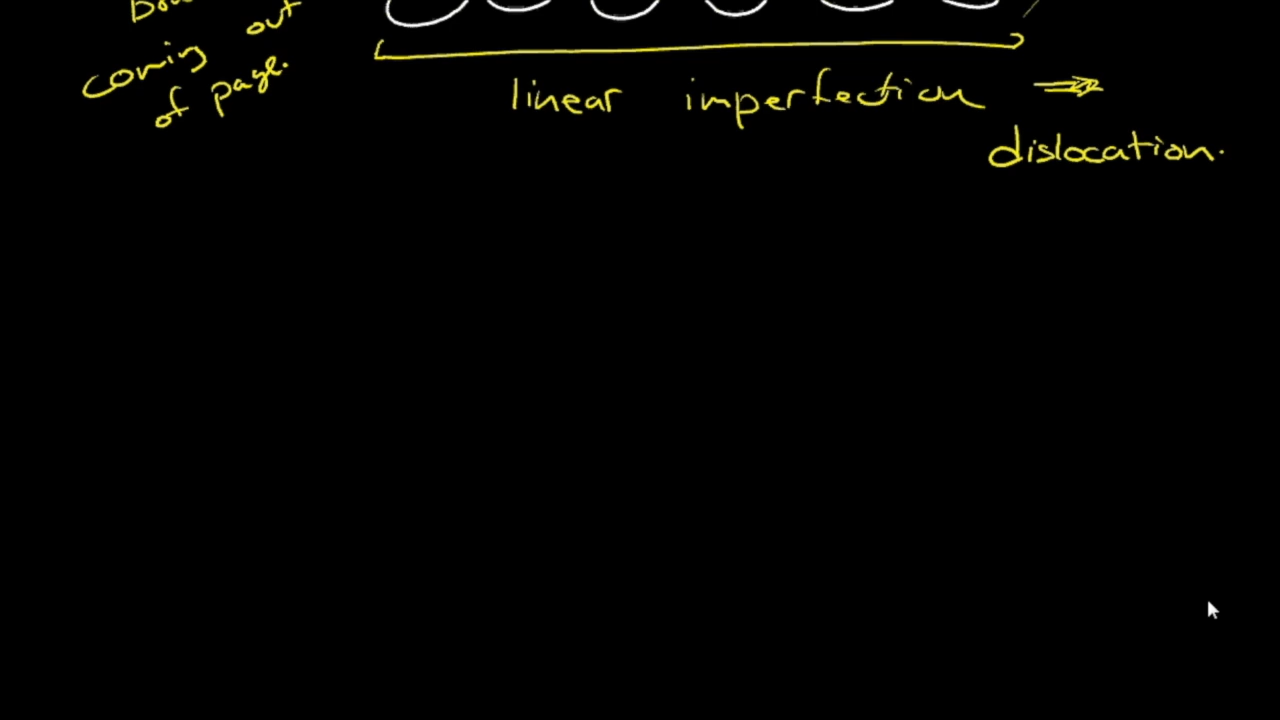 coming out
of page.
linear imperfection ⇒
dislocation.